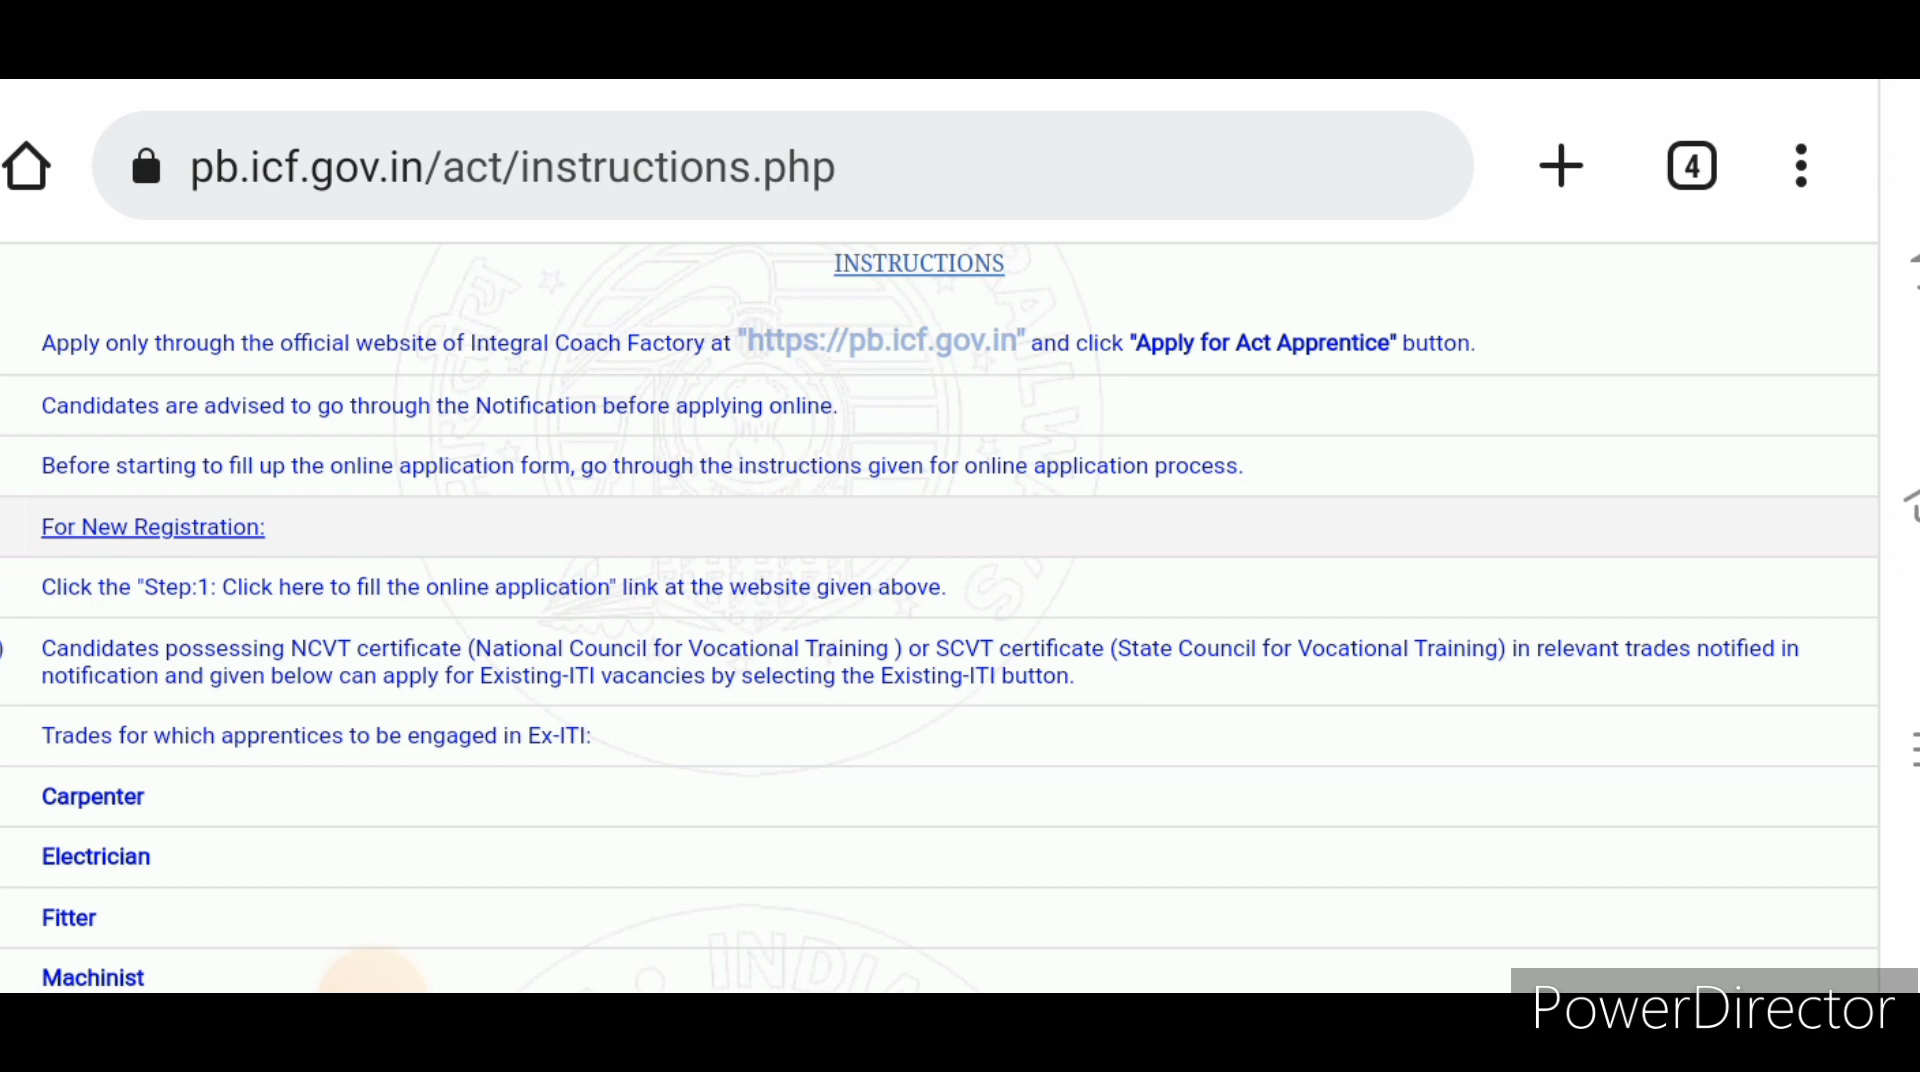 pb.icf.gov.in/act/instructions.php
4
INSTRUCTIONS
Apply only through the official website of Integral Coach Factory at "https://pb.icf.gov.in" and click "Apply for Act Apprentice" button.
Candidates are advised to go through the Notification before applying online.
Before starting to fill up the online application form, go through the instructions given for online application process.
For New Registration:
Click the "Step:1: Click here to fill the online application" link at the website given above.
) Candidates possessing NCVT certificate (National Council for Vocational Training ) or SCVT certificate (State Council for Vocational Training) in relevant trades notified in
notification and given below can apply for Existing-ITI vacancies by selecting the Existing-ITI button.
Trades for which apprentices to be engaged in Ex-ITI:
Carpenter
Electrician
Fitter
Machinist
PowerDirector